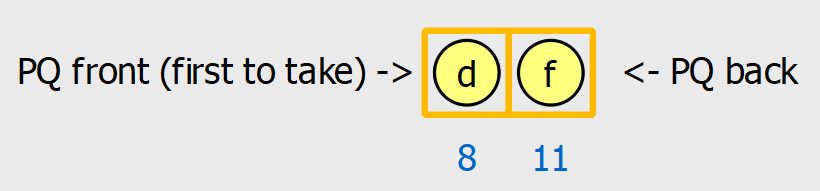 PQ front (first to take) -> d f <- PQ back
8 11